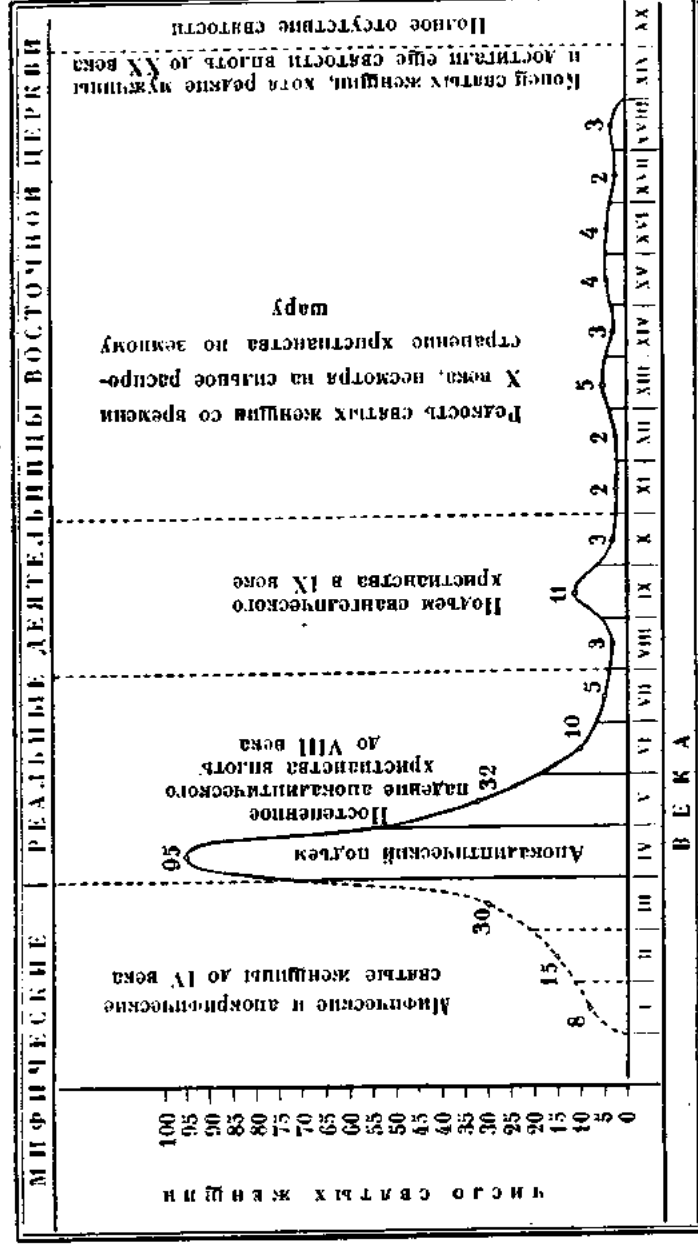 МИФИЧЕСКИЕ
РЕАЛЬНЫЕ ДЕЯТЕЛЬНИЦЫ ВОСТОЧНОЙ ЦЕРКВИ
ЧИСЛО СВЯТЫХ ЖЕНЩИН
100
95
90
85
80
75
70
65
60
55
50
45
40
35
30
25
20
15
10
5
0
Мифические и апокрифические
святые женщины до IV века
Апокалиптический подъем
Постепенное
падение апокалиптического
христианства вплоть
до VIII века
Подъем евангелического
христианства в IX веке
Редкость святых женщин со времени
X века, несмотря на сильное распро-
странение христианства по земному
шару
Конец святых женщин, хотя редкие мужчины
и достигали еще святости вплоть до XX века
Полное отсутствие святости
8
15
30
95
32
10
5
3
11
3
2
2
5
3
4
4
2
3
I
II
III
IV
V
VI
VII
VIII
IX
X
XI
XII
XIII
XIV
XV
XVI
XVII
XVIII
XIX
XX
ВЕКА